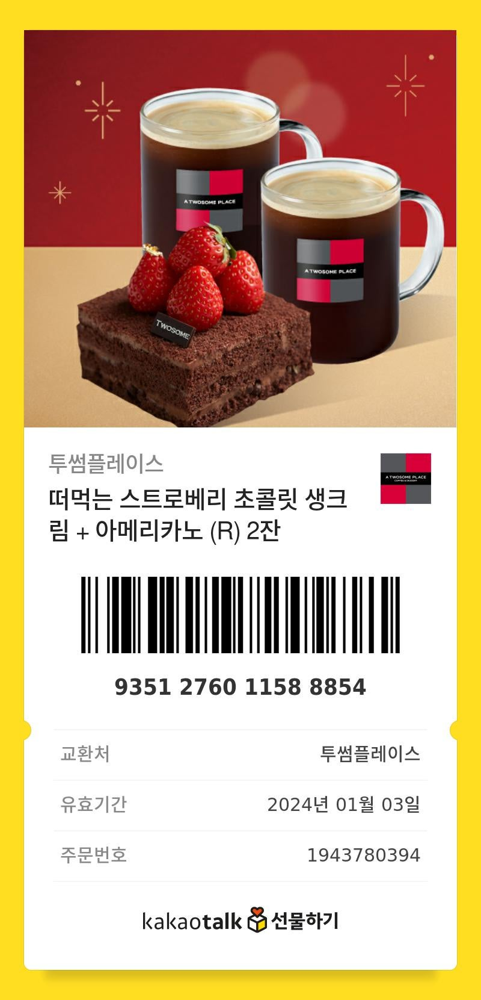 A TWOSOME PLACE
A TWOSOME PLACE
TWOSOME
투썸플레이스
A TWOSOME PLACE
COFFEE & DESSERT
떠먹는 스트로베리 초콜릿 생크
림 + 아메리카노 (R) 2잔
9351 2760 1158 8854
교환처 투썸플레이스
유효기간 2024년 01월 03일
주문번호 1943780394
kakaotalk 선물하기